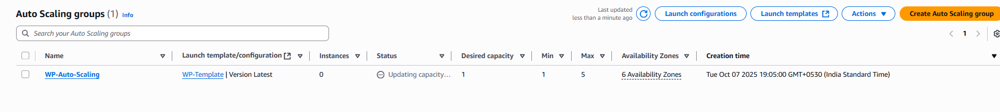 Auto Scaling groups (1) Info
Last updated
less than a minute ago
Launch configurations
Launch templates
Actions
Create Auto Scaling group
Search your Auto Scaling groups
1
Name Launch template/configuration Instances Status Desired capacity Min Max Availability Zones Creation time
WP-Auto-Scaling WP-Template | Version Latest 0 Updating capacity... 1 1 5 6 Availability Zones Tue Oct 07 2025 19:05:00 GMT+0530 (India Standard Time)